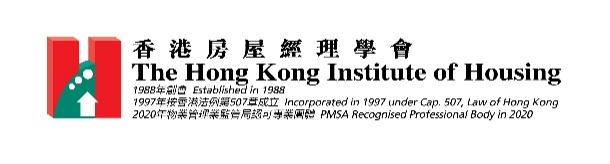 香港房屋經理學會
The Hong Kong Institute of Housing
1988年創會 Established in 1988
1997年按香港法例第507章成立 Incorporated in 1997 under Cap. 507, Law of Hong Kong
2020年物業管理業監管局認可專業團體 PMSA Recognised Professional Body in 2020